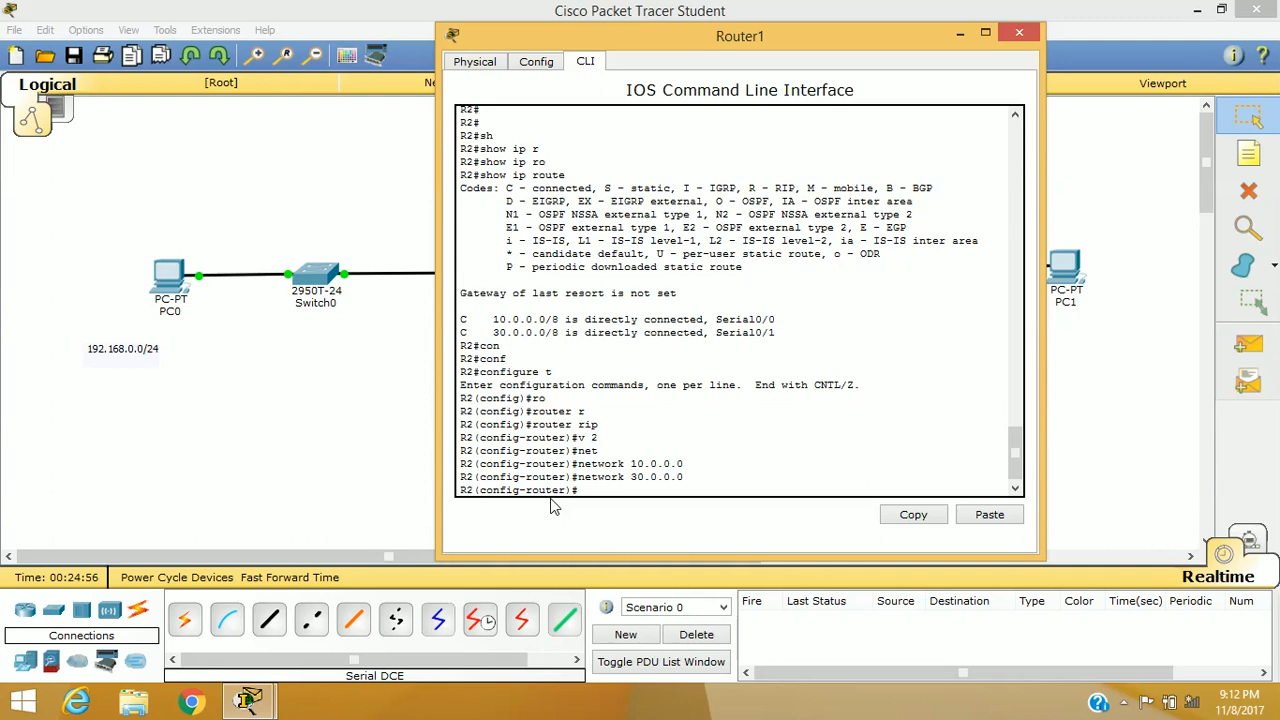 Cisco Packet Tracer Student
File Edit Options View Tools Extensions Help
Logical
[Root]
Ne
Viewport
Router1
Physical Config CLI
IOS Command Line Interface
R2#
R2#
R2#sh
R2#show ip r
R2#show ip ro
R2#show ip route
Codes: C - connected, S - static, I - IGRP, R - RIP, M - mobile, B - BGP
D - EIGRP, EX - EIGRP external, O - OSPF, IA - OSPF inter area
N1 - OSPF NSSA external type 1, N2 - OSPF NSSA external type 2
E1 - OSPF external type 1, E2 - OSPF external type 2, E - EGP
i - IS-IS, L1 - IS-IS level-1, L2 - IS-IS level-2, ia - IS-IS inter area
* - candidate default, U - per-user static route, o - ODR
P - periodic downloaded static route
Gateway of last resort is not set
C 10.0.0.0/8 is directly connected, Serial0/0
C 30.0.0.0/8 is directly connected, Serial0/1
R2#con
R2#conf
R2#configure t
Enter configuration commands, one per line. End with CNTL/Z.
R2(config)#ro
R2(config)#router r
R2(config)#router rip
R2(config-router)#v 2
R2(config-router)#net
R2(config-router)#network 10.0.0.0
R2(config-router)#network 30.0.0.0
R2(config-router)#
Copy Paste
PC-PT
PC0
2950T-24
Switch0
192.168.0.0/24
PC-PT
PC1
Time: 00:24:56 Power Cycle Devices Fast Forward Time
Realtime
Connections
Serial DCE
Scenario 0
New Delete
Toggle PDU List Window
Fire Last Status Source Destination Type Color Time(sec) Periodic Num
9:12 PM
11/8/2017